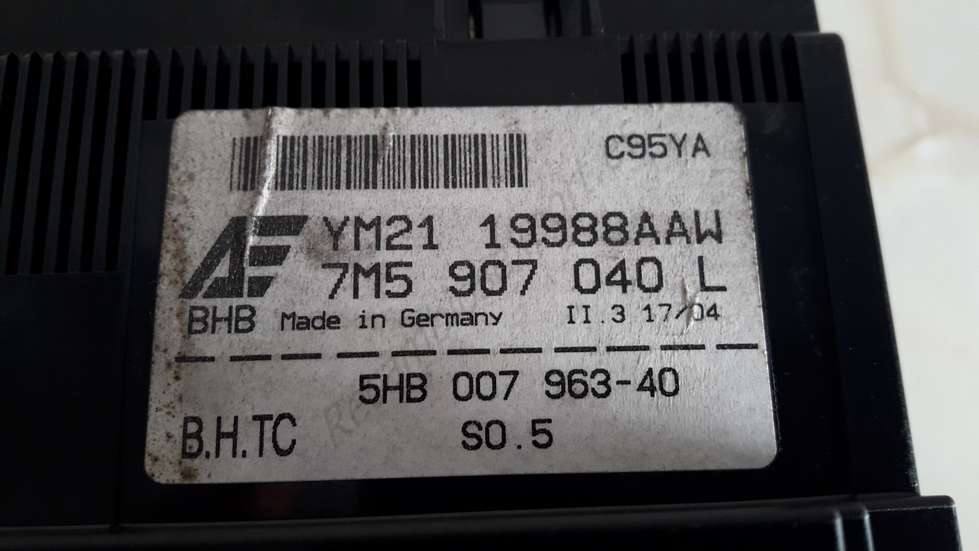 C95YA
AE YM21 19988AAW
7M5 907 040 L
BHB Made in Germany II.3 17/04
5HB 007 963-40
B.H.TC S0.5